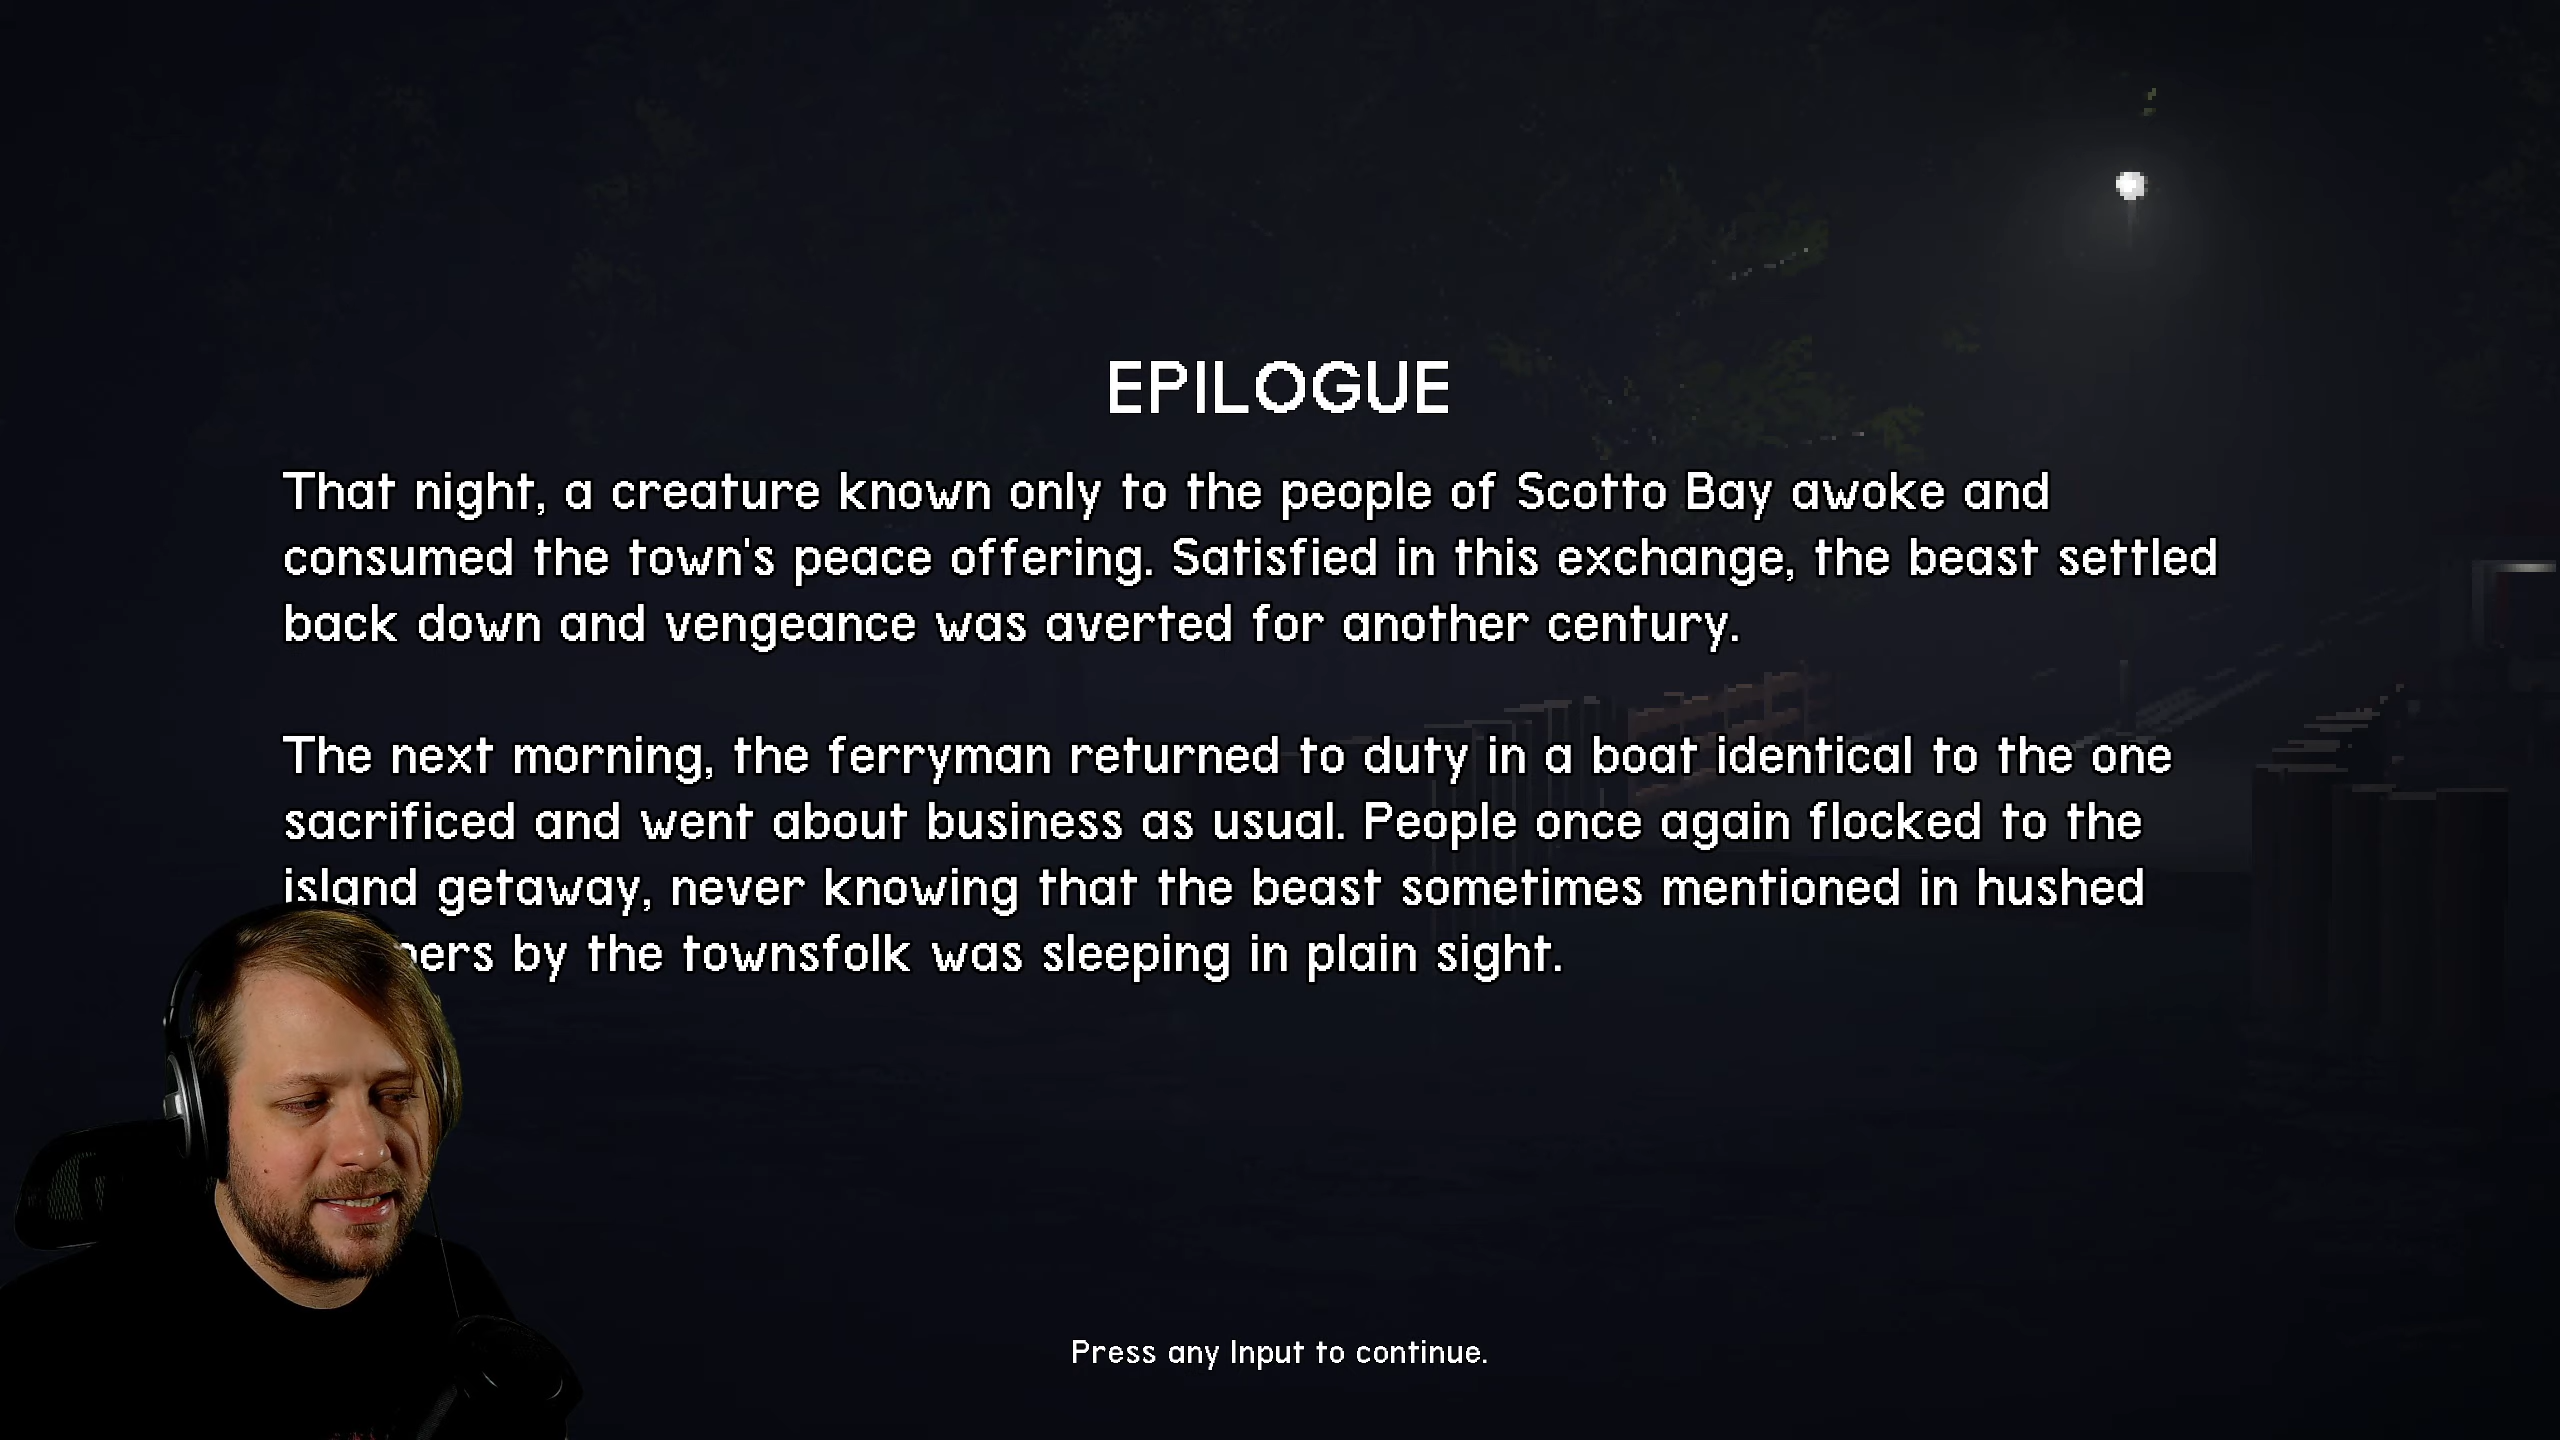 EPILOGUE
That night, a creature known only to the people of Scotto Bay awoke and
consumed the town's peace offering. Satisfied in this exchange, the beast settled
back down and vengeance was averted for another century.
The next morning, the ferryman returned to duty in a boat identical to the one
sacrificed and went about business as usual. People once again flocked to the
island getaway, never knowing that the beast sometimes mentioned in hushed
by the townsfolk was sleeping in plain sight.
Press any Input to continue.